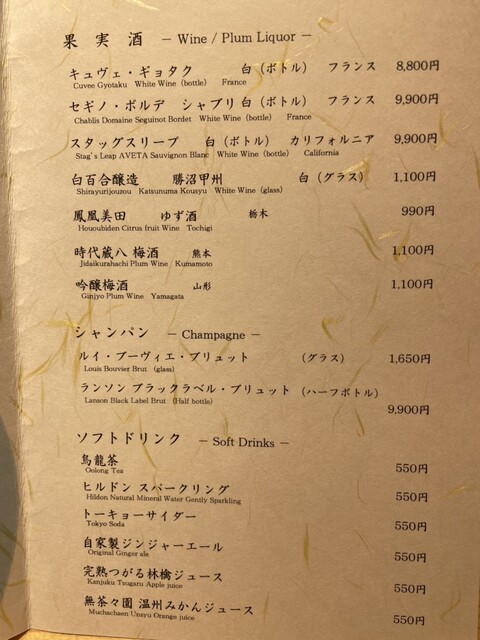 果実酒 － Wine / Plum Liquor －
キュヴェ・ギョタク 白（ボトル） フランス 8,800円
Cuvee Gyotaku White Wine (bottle) France
セギノ・ボルデ シャブリ 白（ボトル） フランス 9,900円
Chablis Domaine Seguinot Bordet White Wine (bottle) France
スタッグスリープ 白（ボトル） カリフォルニア 9,900円
Stag's Leap AVETA Sauvignon Blanc White Wine (bottle) California
白百合醸造 勝沼甲州 白（グラス） 1,100円
Shirayurijouzou Katsunuma Kousyu White Wine (glass)
鳳凰美田 ゆず酒 栃木 990円
Hououbiden Citrus fruit Wine Tochigi
時代蔵八 梅酒 熊本 1,100円
Jidaikurahachi Plum Wine Kumamoto
吟醸梅酒 山形 1,100円
Ginjyo Plum Wine Yamagata
シャンパン － Champagne －
ルイ・ブーヴィエ・ブリュット （グラス） 1,650円
Louis Bouvier Brut (glass)
ランソン ブラックラベル・ブリュット （ハーフボトル）
Lanson Black Label Brut (Half bottle)
9,900円
ソフトドリンク － Soft Drinks －
烏龍茶
Oolong Tea 550円
ヒルドン スパークリング
Hildon Natural Mineral Water Gently Sparkling 550円
トーキョーサイダー
Tokyo Soda 550円
自家製ジンジャーエール
Original Ginger ale 550円
完熟つがる林檎ジュース
Kanjuku Tsugaru Apple juice 550円
無茶々園 温州みかんジュース
Muchachaen Unsyu Orange juice 550円